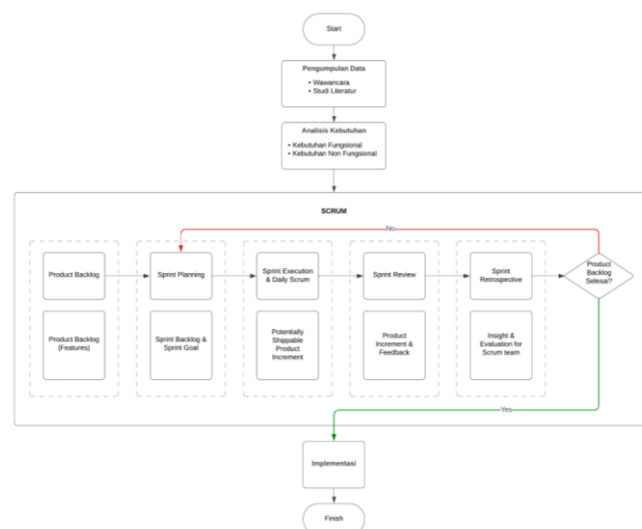 Start
Pengumpulan Data
• Wawancara
• Studi Literatur
Analisis Kebutuhan
• Kebutuhan Fungsional
• Kebutuhan Non Fungsional
SCRUM
No
Product Backlog
Sprint Planning
Sprint Execution
& Daily Scrum
Sprint Review
Sprint
Retrospective
Product
Backlog
Selesai?
Product Backlog
(Features)
Sprint Backlog &
Sprint Goal
Potentially
Shippable
Product
Increment
Product
Increment &
Feedback
Insight &
Evaluation for
Scrum team
Yes
Implementasi
Finish